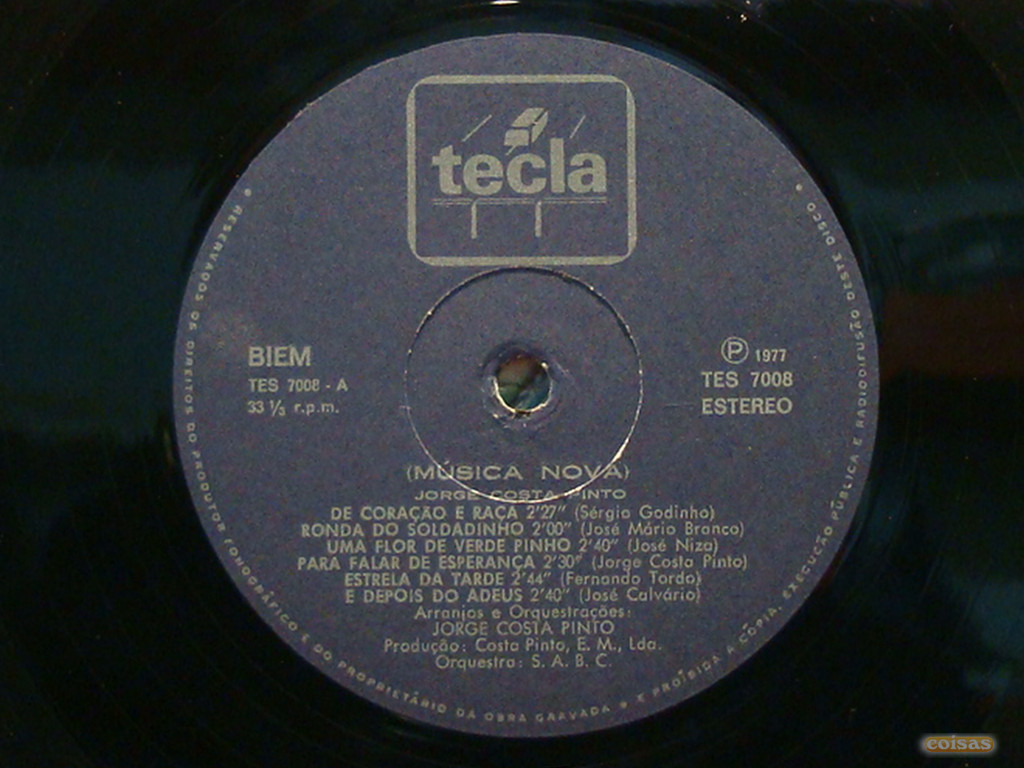 tecla
BIEM
TES 7008 - A
33 ⅓ r.p.m.
Ⓟ 1977
TES 7008
ESTEREO
(MÚSICA NOVA)
JORGE COSTA PINTO
DE CORAÇÃO E RAÇA 2'27" (Sérgio Godinho)
RONDA DO SOLDADINHO 2'00" (José Mário Branco)
UMA FLOR DE VERDE PINHO 2'40" (José Niza)
PARA FALAR DE ESPERANÇA 2'30" (Jorge Costa Pinto)
ESTRELA DA TARDE 2'44" (Fernando Tordo)
E DEPOIS DO ADEUS 2'40" (José Calvário)
Arranjos e Orquestrações:
JORGE COSTA PINTO
Produção: Costa Pinto, E. M., Lda.
Orquestra: S. A. B. C.
• RESERVADOS OS DIREITOS DO PRODUTOR FONOGRÁFICO E DO PROPRIETÁRIO DA OBRA GRAVADA • E PROÍBIDA A CÓPIA, EXECUÇÃO PÚBLICA E RADIODIFUSÃO DESTE DISCO •
coisas